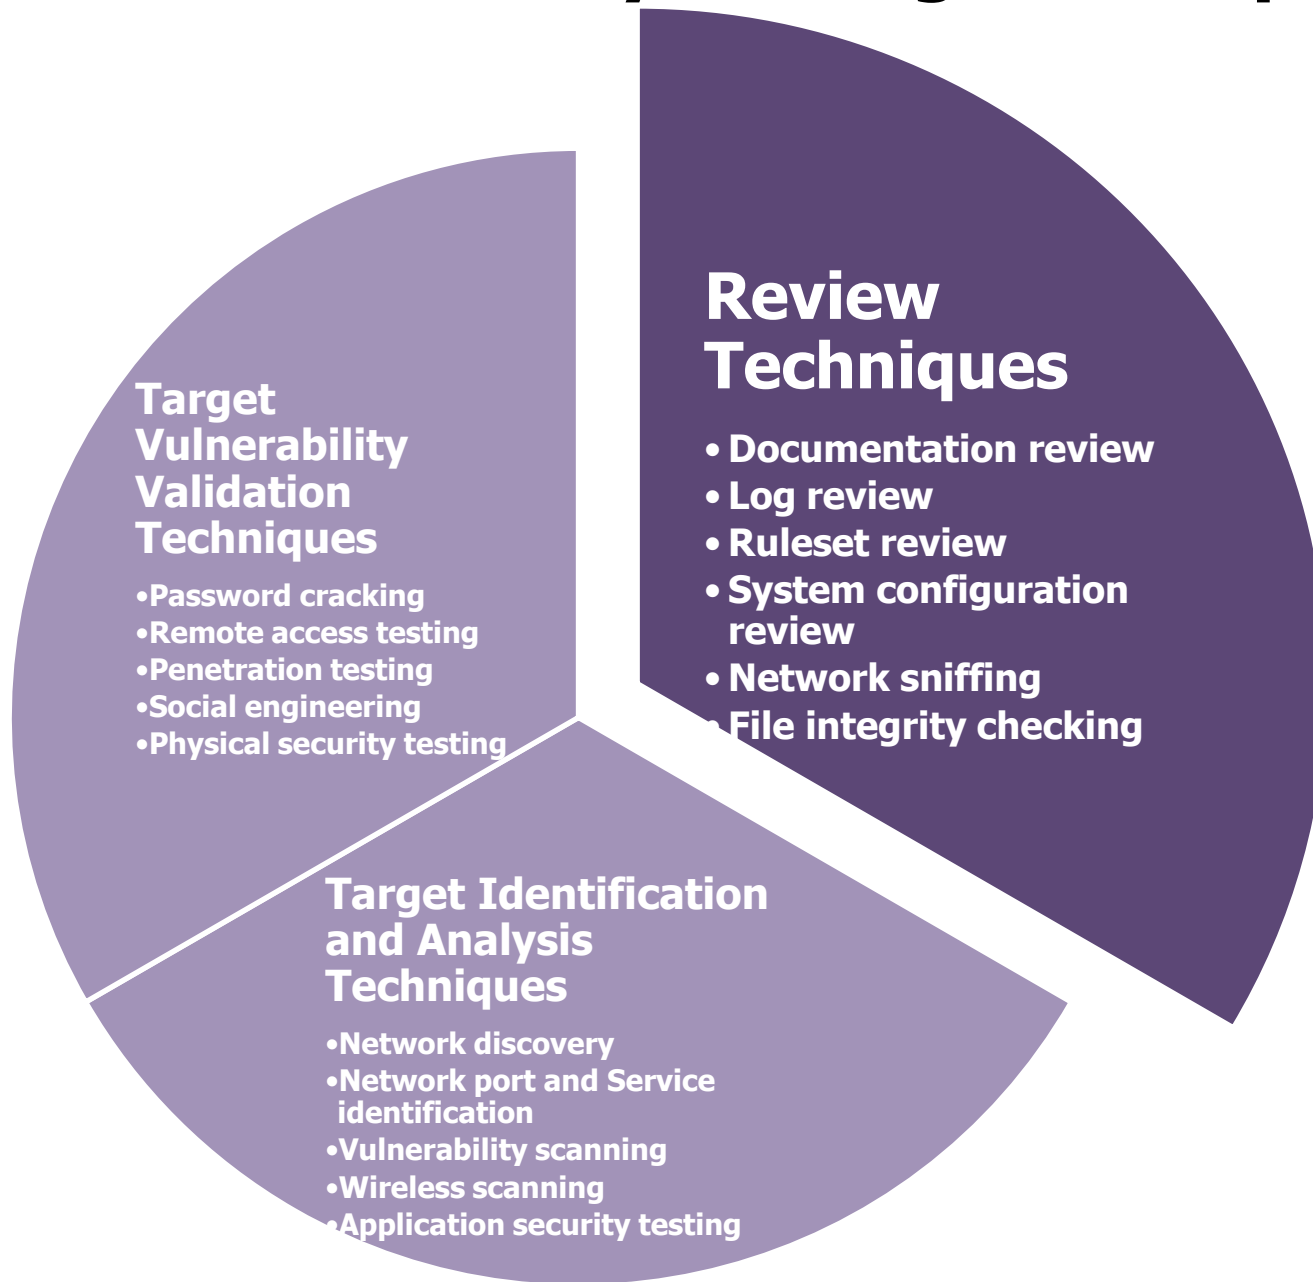 Review
Techniques
• Documentation review
• Log review
• Ruleset review
• System configuration
review
• Network sniffing
• File integrity checking
Target
Vulnerability
Validation
Techniques
•Password cracking
•Remote access testing
•Penetration testing
•Social engineering
•Physical security testing
Target Identification
and Analysis
Techniques
•Network discovery
•Network port and Service
identification
•Vulnerability scanning
•Wireless scanning
•Application security testing